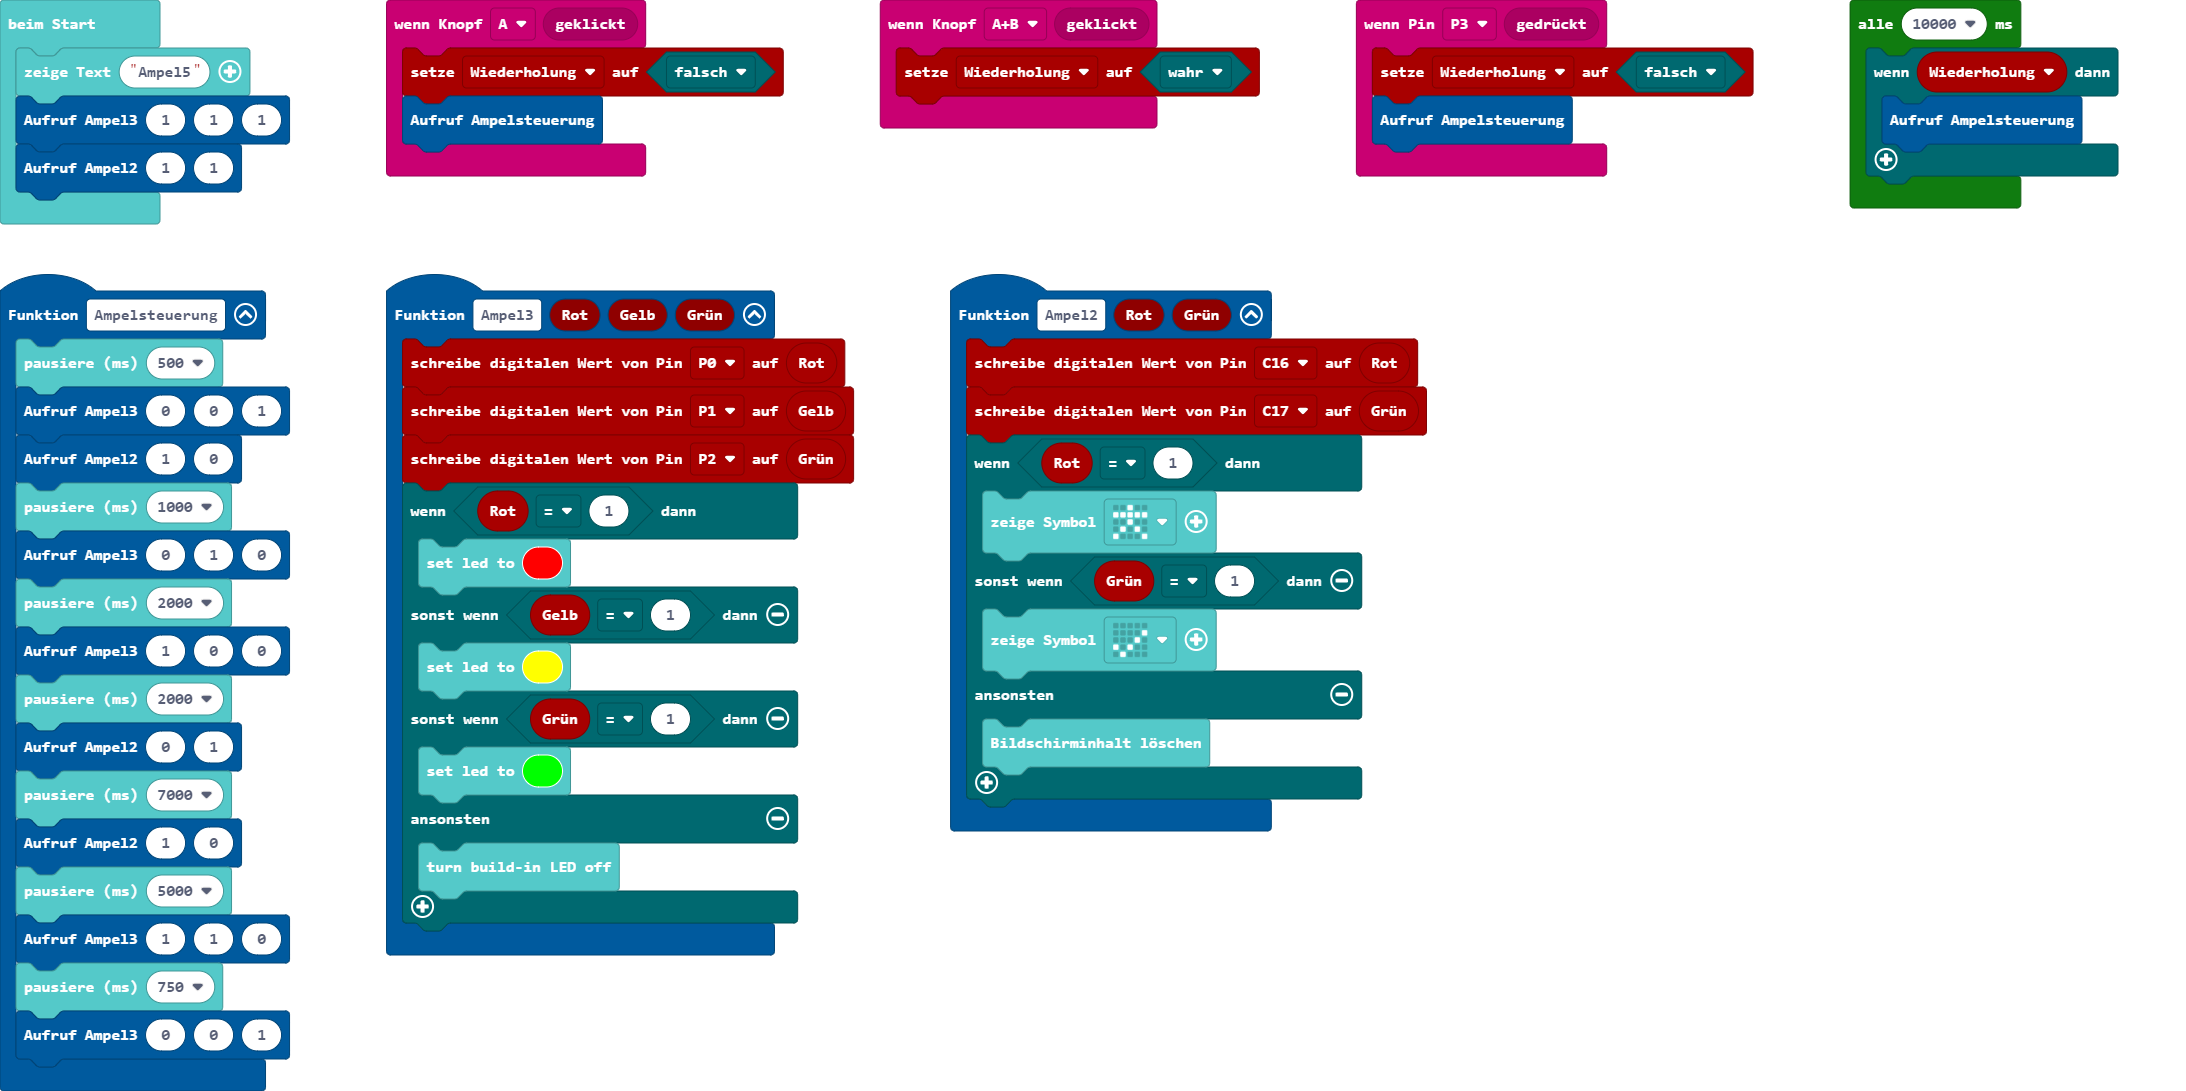 beim Start
zeige Text "Ampel5"
Aufruf Ampel3 1 1 1
Aufruf Ampel2 1 1
wenn Knopf A geklickt
setze Wiederholung auf falsch
Aufruf Ampelsteuerung
wenn Knopf A+B geklickt
setze Wiederholung auf wahr
wenn Pin P3 gedrückt
setze Wiederholung auf falsch
Aufruf Ampelsteuerung
alle 10000 ms
wenn Wiederholung dann
Aufruf Ampelsteuerung
Funktion Ampelsteuerung
pausiere (ms) 500
Aufruf Ampel3 0 0 1
Aufruf Ampel2 1 0
pausiere (ms) 1000
Aufruf Ampel3 0 1 0
pausiere (ms) 2000
Aufruf Ampel3 1 0 0
pausiere (ms) 2000
Aufruf Ampel2 0 1
pausiere (ms) 7000
Aufruf Ampel2 1 0
pausiere (ms) 5000
Aufruf Ampel3 1 1 0
pausiere (ms) 750
Aufruf Ampel3 0 0 1
Funktion Ampel3 Rot Gelb Grün
schreibe digitalen Wert von Pin P0 auf Rot
schreibe digitalen Wert von Pin P1 auf Gelb
schreibe digitalen Wert von Pin P2 auf Grün
wenn Rot = 1 dann
set led to
sonst wenn Gelb = 1 dann
set led to
sonst wenn Grün = 1 dann
set led to
ansonsten
turn build-in LED off
Funktion Ampel2 Rot Grün
schreibe digitalen Wert von Pin C16 auf Rot
schreibe digitalen Wert von Pin C17 auf Grün
wenn Rot = 1 dann
zeige Symbol
sonst wenn Grün = 1 dann
zeige Symbol
ansonsten
Bildschirminhalt löschen